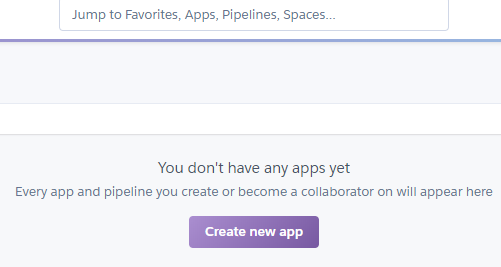 Jump to Favorites, Apps, Pipelines, Spaces...
You don't have any apps yet
Every app and pipeline you create or become a collaborator on will appear here
Create new app